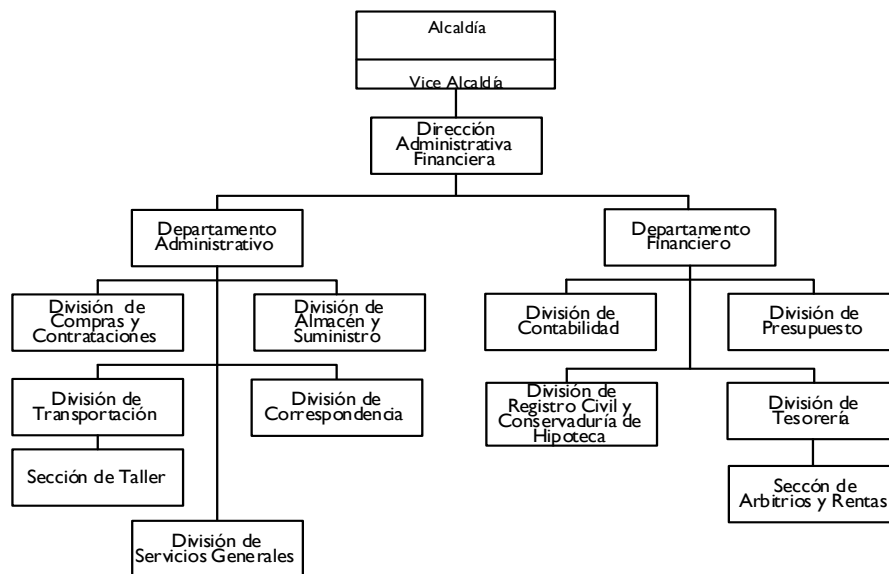 Alcaldía
Vice Alcaldía
Dirección
Administrativa
Financiera
Departamento
Administrativo
Departamento
Financiero
División de
Compras y
Contrataciones
División de
Almacén y
Suministro
División de
Contabilidad
División de
Presupuesto
División de
Transportación
División de
Correspondencia
División de
Registro Civil y
Conservaduría de
Hipoteca
División de
Tesorería
Sección de Taller
Seccón de
Arbitrios y Rentas
División de
Servicios Generales